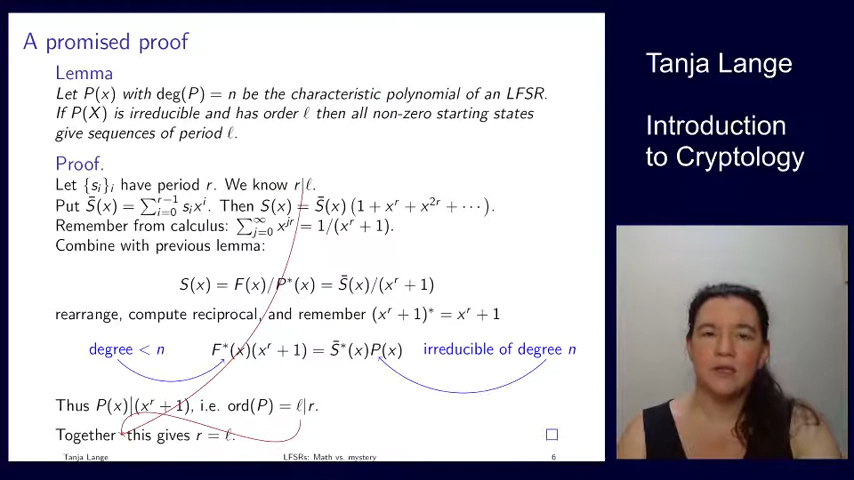 A promised proof
Lemma
Let P(x) with deg(P) = n be the characteristic polynomial of an LFSR.
If P(X) is irreducible and has order ℓ then all non-zero starting states
give sequences of period ℓ.
Proof.
Let {s_i}_i have period r. We know r|ℓ.
Put S̄(x) = ∑_{i=0}^{r−1} s_i x^i. Then S(x) = S̄(x) (1 + x^r + x^{2r} + ⋯).
Remember from calculus: ∑_{j=0}^{∞} x^{jr} = 1/(x^r + 1).
Combine with previous lemma:
S(x) = F(x)/P*(x) = S̄(x)/(x^r + 1)
rearrange, compute reciprocal, and remember (x^r + 1)* = x^r + 1
degree < n F*(x)(x^r + 1) = S̄*(x)P(x) irreducible of degree n
Thus P(x)|(x^r + 1), i.e. ord(P) = ℓ|r.
Together this gives r = ℓ.
Tanja Lange LFSRs: Math vs. mystery 6
Tanja Lange
Introduction
to Cryptology